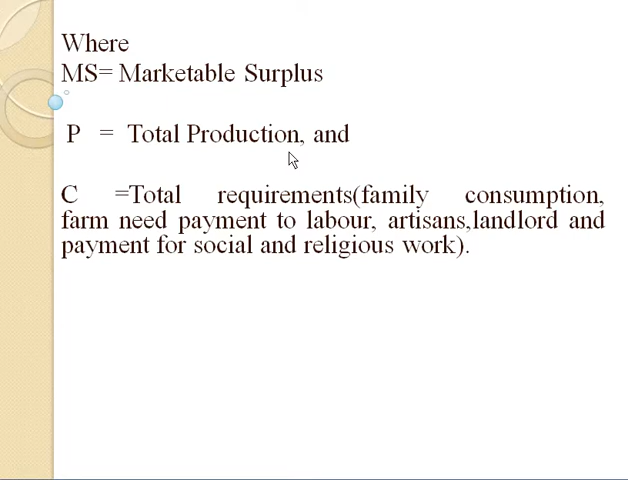 Where
MS= Marketable Surplus
P = Total Production, and
C =Total requirements(family consumption,
farm need payment to labour, artisans,landlord and
payment for social and religious work).